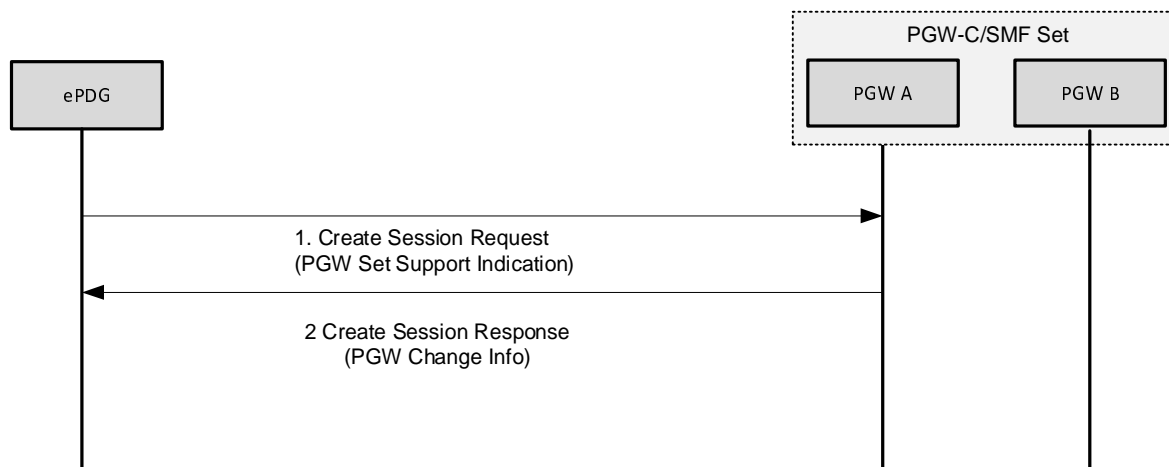 PGW-C/SMF Set
ePDG
PGW A
PGW B
1. Create Session Request
(PGW Set Support Indication)
2 Create Session Response
(PGW Change Info)